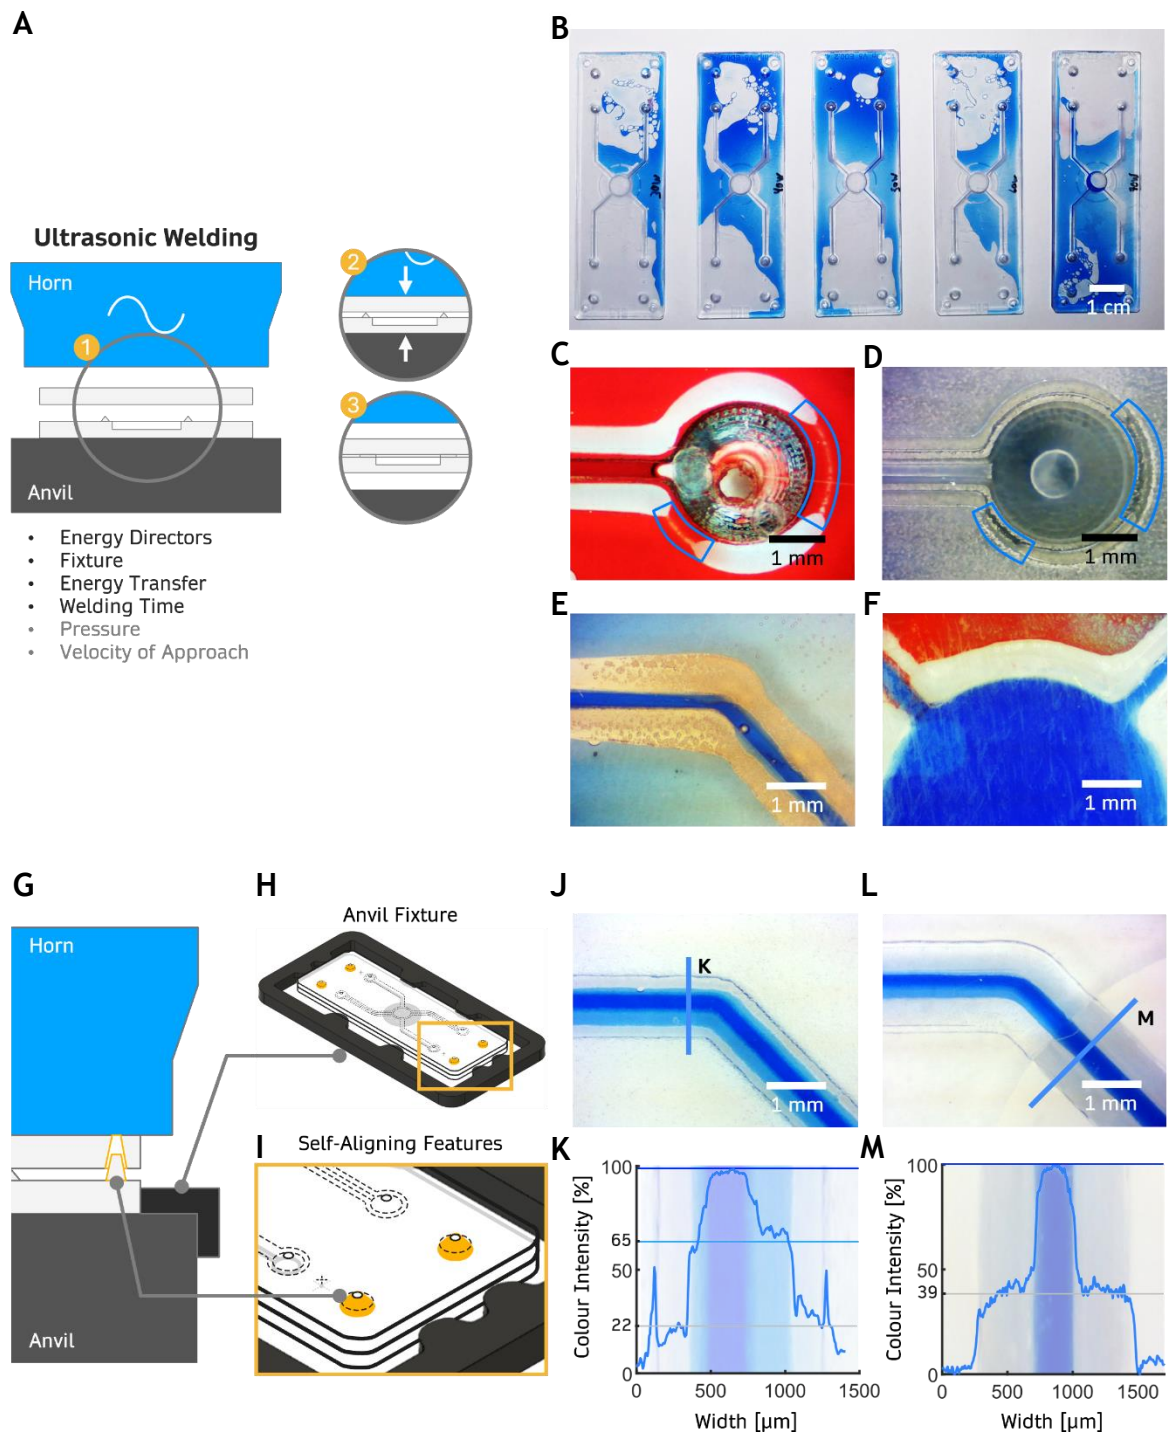 A
B
Ultrasonic Welding
Horn
1
2
3
Anvil
• Energy Directors
• Fixture
• Energy Transfer
• Welding Time
• Pressure
• Velocity of Approach
1 cm
C
D
1 mm
1 mm
E
F
1 mm
1 mm
G
H
J
L
Horn
Anvil Fixture
K
M
1 mm
1 mm
I
Self-Aligning Features
Anvil
K
M
Colour Intensity [%]
100
65
50
22
0
0
500
1000
1500
Width [µm]
Colour Intensity [%]
100
50
39
0
0
500
1000
1500
Width [µm]